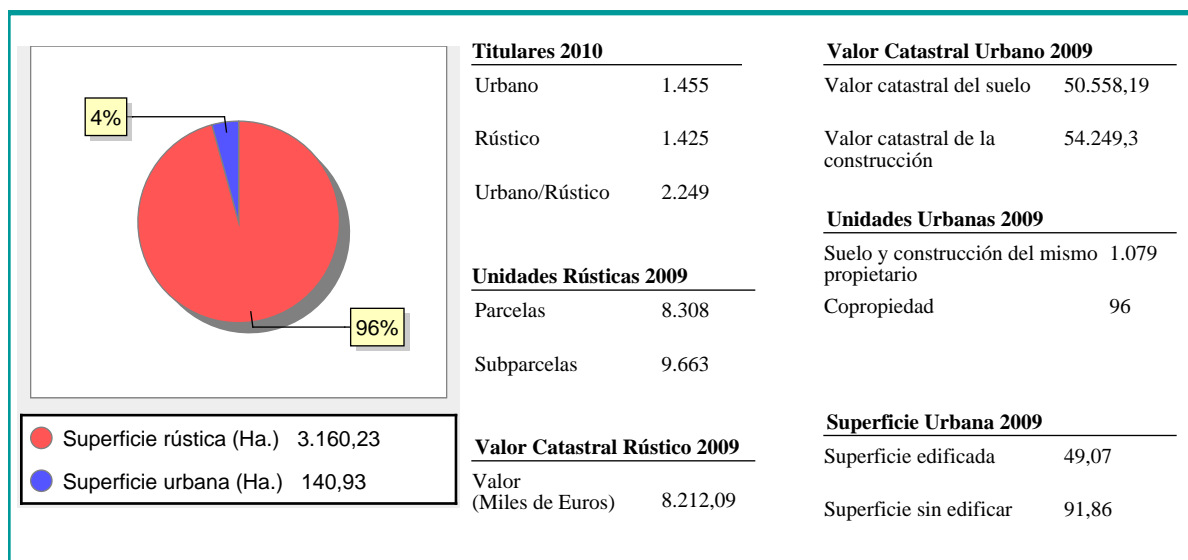 4%
96%
Superficie rústica (Ha.) 3.160,23
Superficie urbana (Ha.) 140,93
Titulares 2010
Urbano 1.455
Rústico 1.425
Urbano/Rústico 2.249
Unidades Rústicas 2009
Parcelas 8.308
Subparcelas 9.663
Valor Catastral Rústico 2009
Valor
(Miles de Euros) 8.212,09
Valor Catastral Urbano 2009
Valor catastral del suelo 50.558,19
Valor catastral de la 54.249,3
construcción
Unidades Urbanas 2009
Suelo y construcción del mismo 1.079
propietario
Copropiedad 96
Superficie Urbana 2009
Superficie edificada 49,07
Superficie sin edificar 91,86